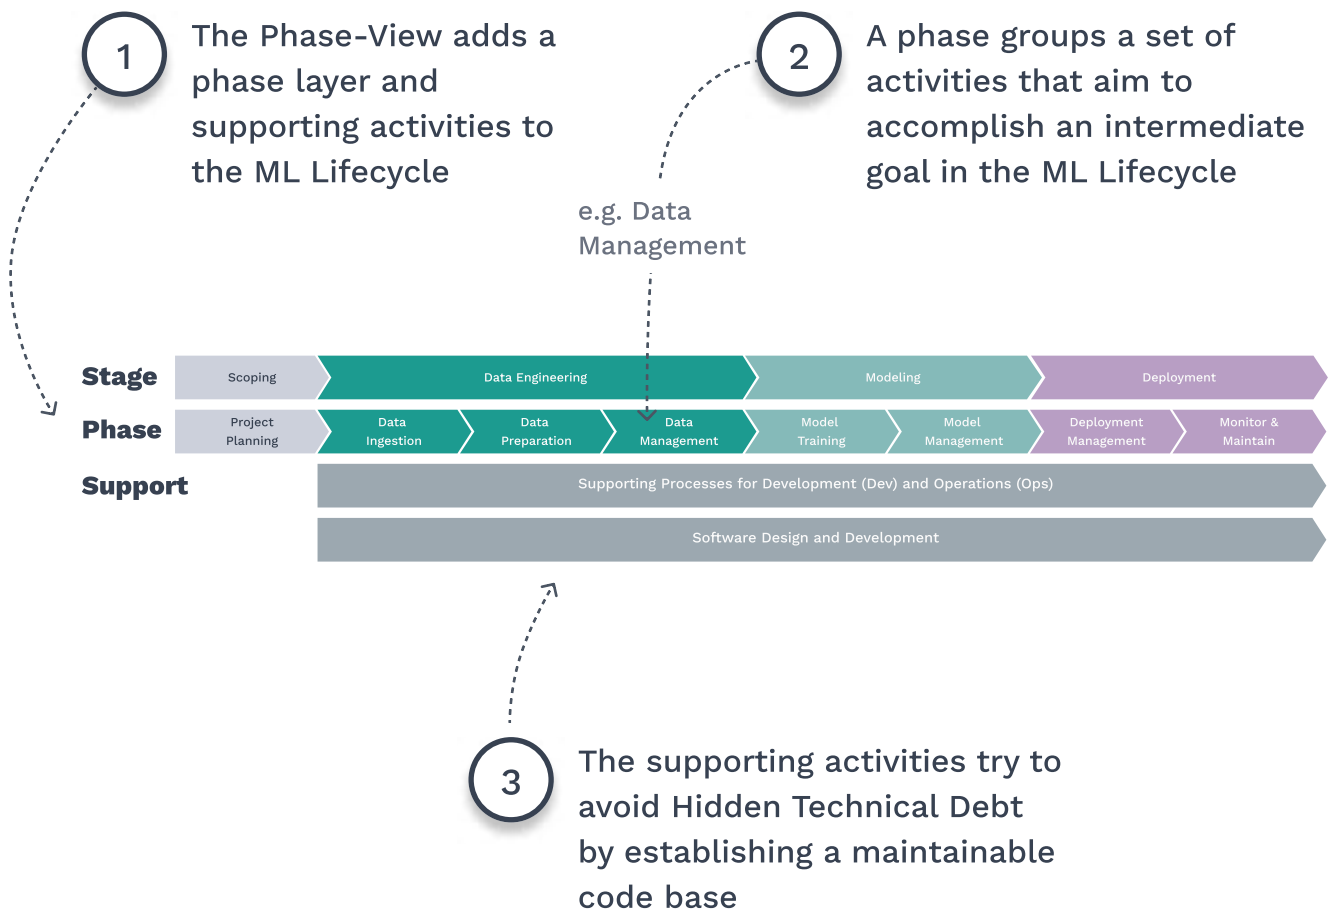 1
The Phase-View adds a
phase layer and
supporting activities to
the ML Lifecycle
2
A phase groups a set of
activities that aim to
accomplish an intermediate
goal in the ML Lifecycle
e.g. Data
Management
Stage
Scoping
Data Engineering
Modeling
Deployment
Phase
Project
Planning
Data
Ingestion
Data
Preparation
Data
Management
Model
Training
Model
Management
Deployment
Management
Monitor &
Maintain
Support
Supporting Processes for Development (Dev) and Operations (Ops)
Software Design and Development
3
The supporting activities try to
avoid Hidden Technical Debt
by establishing a maintainable
code base